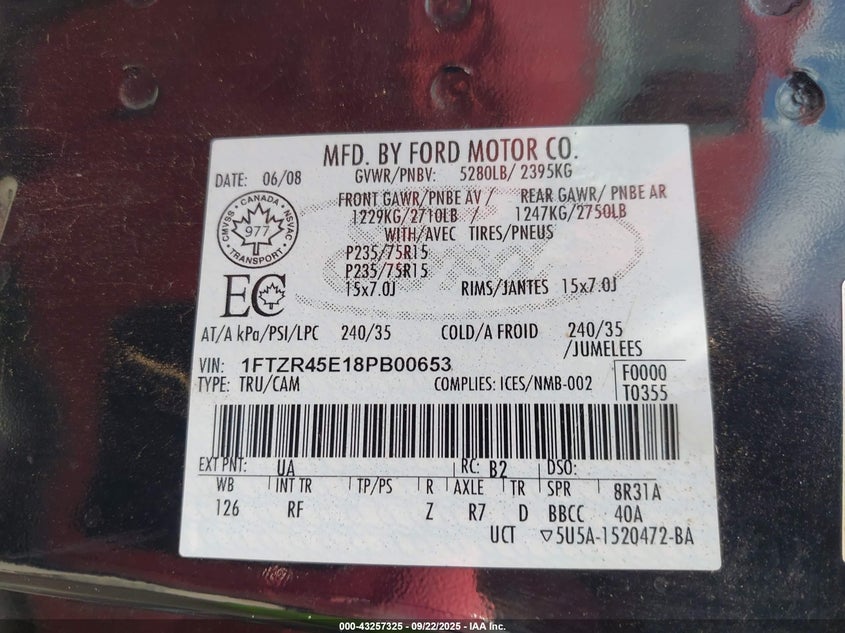 MFD. BY FORD MOTOR CO.
DATE: 06/08
GVWR/PNBV: 5280LB/ 2395KG
FRONT GAWR/PNBE AV / REAR GAWR/ PNBE AR
1229KG/2710LB / 1247KG/2750LB
WITH/AVEC TIRES/PNEUS
P235/75R15
P235/75R15
15x7.0J RIMS/JANTES 15x7.0J
CANADA
CMVSS 977 NSVAC
TRANSPORT
EC
AT/A kPa/PSI/LPC 240/35 COLD/A FROID 240/35
/JUMELEES
VIN: 1FTZR45E18PB00653
TYPE: TRU/CAM COMPLIES: ICES/NMB-002
F0000
T0355
EXT PNT: UA RC: B2 DSO:
WB INT TR TP/PS R AXLE TR SPR 8R31A
126 RF Z R7 D BBCC 40A
UCT ▽5U5A-1520472-BA
000-43257325 - 09/22/2025 - IAA Inc.